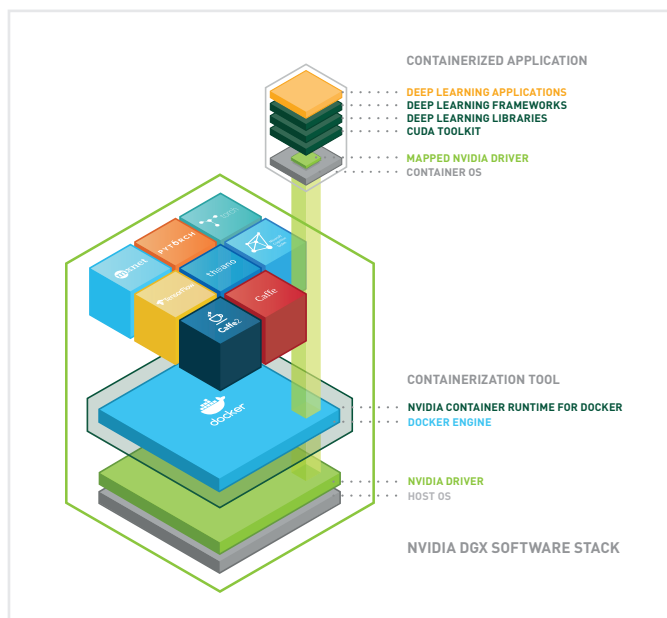 CONTAINERIZED APPLICATION
DEEP LEARNING APPLICATIONS
DEEP LEARNING FRAMEWORKS
DEEP LEARNING LIBRARIES
CUDA TOOLKIT
MAPPED NVIDIA DRIVER
CONTAINER OS
torch
PYTORCH
mxnet
theano
TensorFlow
Caffe
Caffe2
docker
CONTAINERIZATION TOOL
NVIDIA CONTAINER RUNTIME FOR DOCKER
DOCKER ENGINE
NVIDIA DRIVER
HOST OS
NVIDIA DGX SOFTWARE STACK